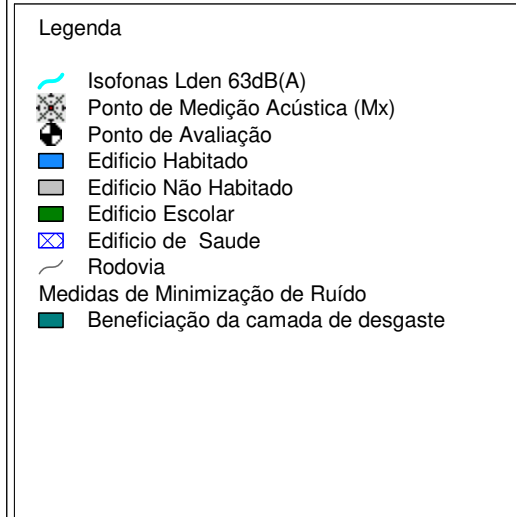 Legenda
Isofonas Lden 63dB(A)
Ponto de Medição Acústica (Mx)
Ponto de Avaliação
Edificio Habitado
Edificio Não Habitado
Edificio Escolar
Edificio de Saude
Rodovia
Medidas de Minimização de Ruído
Beneficiação da camada de desgaste